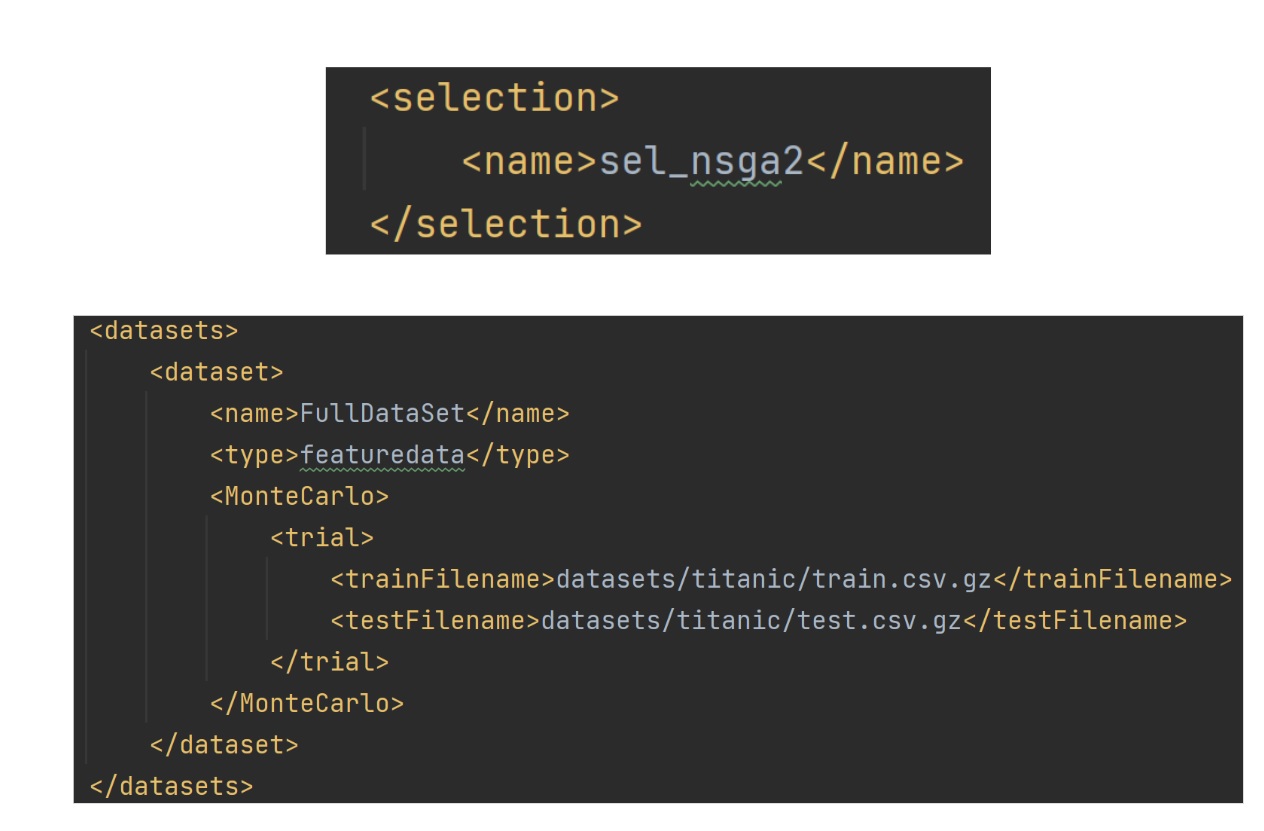 <selection>
<name>sel_nsga2</name>
</selection>
<datasets>
<dataset>
<name>FullDataSet</name>
<type>featuredata</type>
<MonteCarlo>
<trial>
<trainFilename>datasets/titanic/train.csv.gz</trainFilename>
<testFilename>datasets/titanic/test.csv.gz</testFilename>
</trial>
</MonteCarlo>
</dataset>
</datasets>